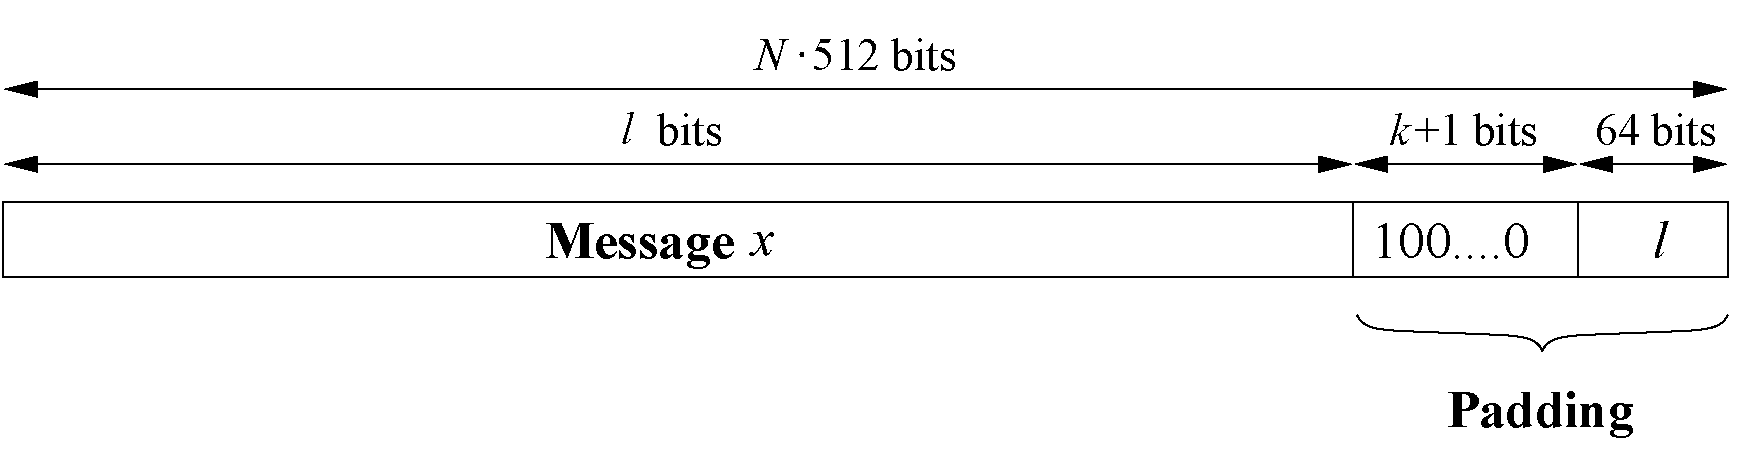 N · 512 bits
l bits k+1 bits 64 bits
Message x 100....0 l
Padding